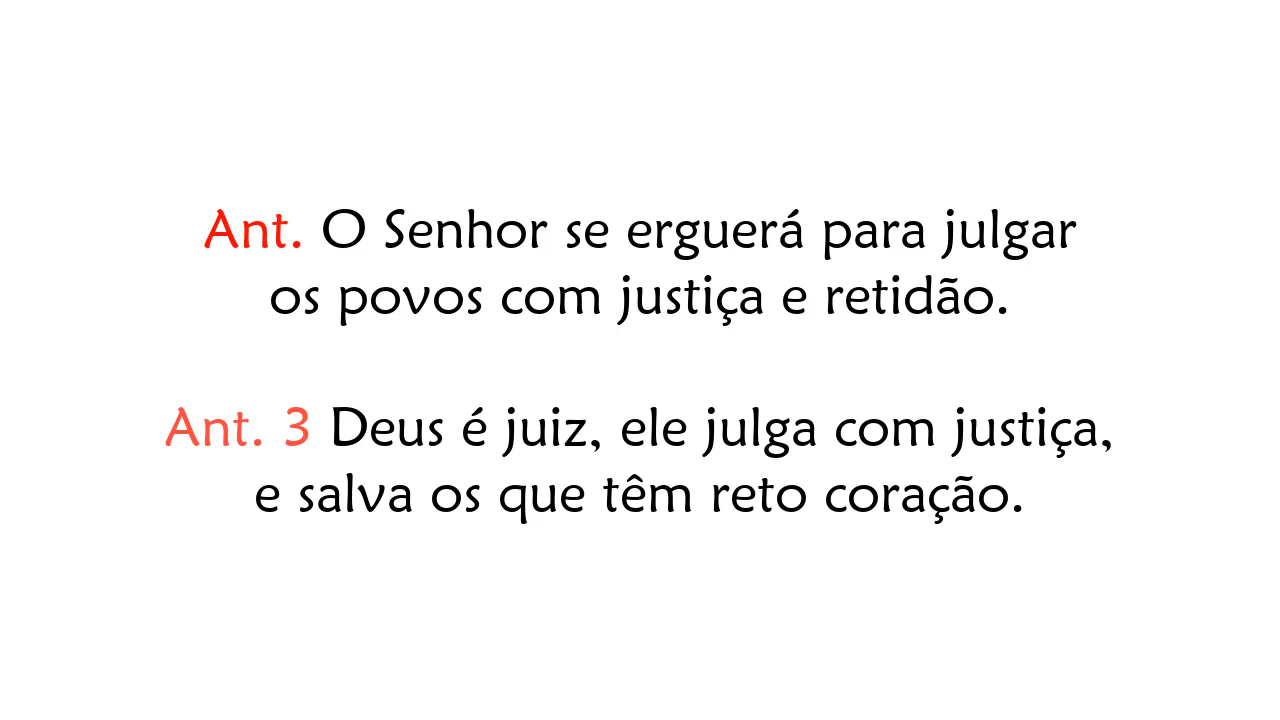 Ant. O Senhor se erguerá para julgar
os povos com justiça e retidão.
Ant. 3 Deus é juiz, ele julga com justiça,
e salva os que têm reto coração.